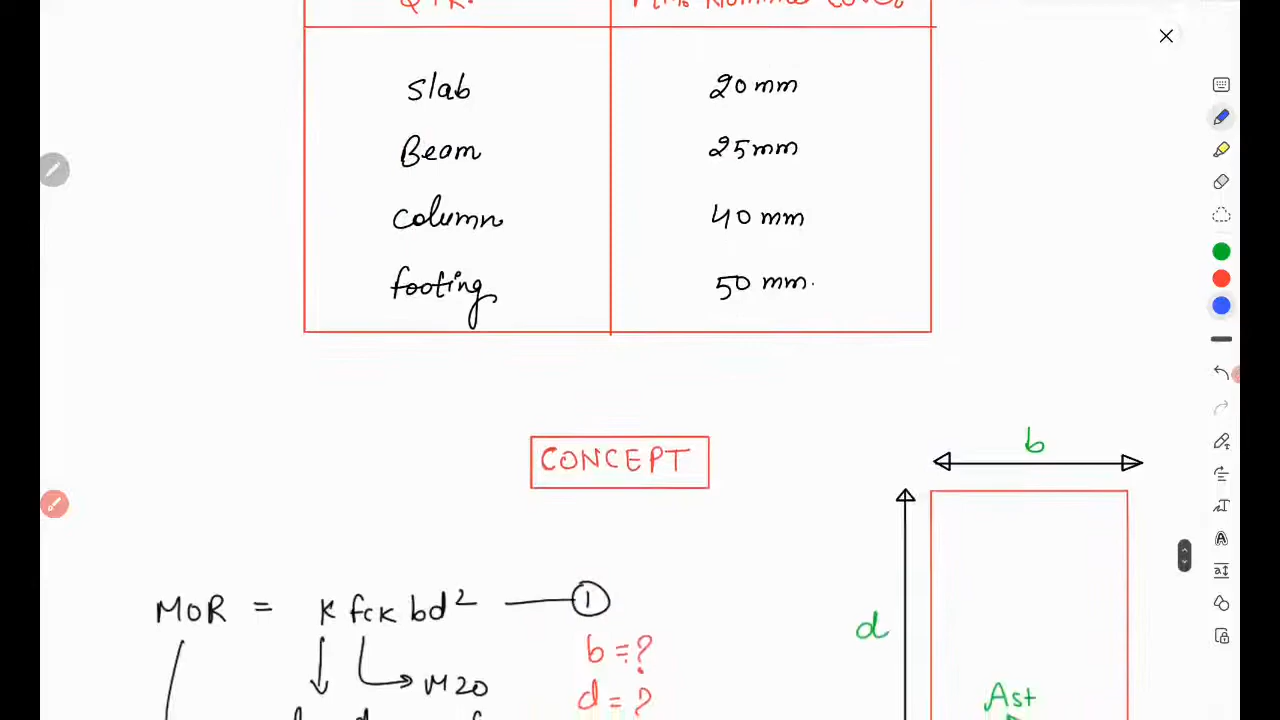 slab 20 mm
Beam 25 mm
column 40 mm
footing 50 mm.
CONCEPT
b
MOR = k fck bd² 1
b = ?
d
M20
d = ?
Ast